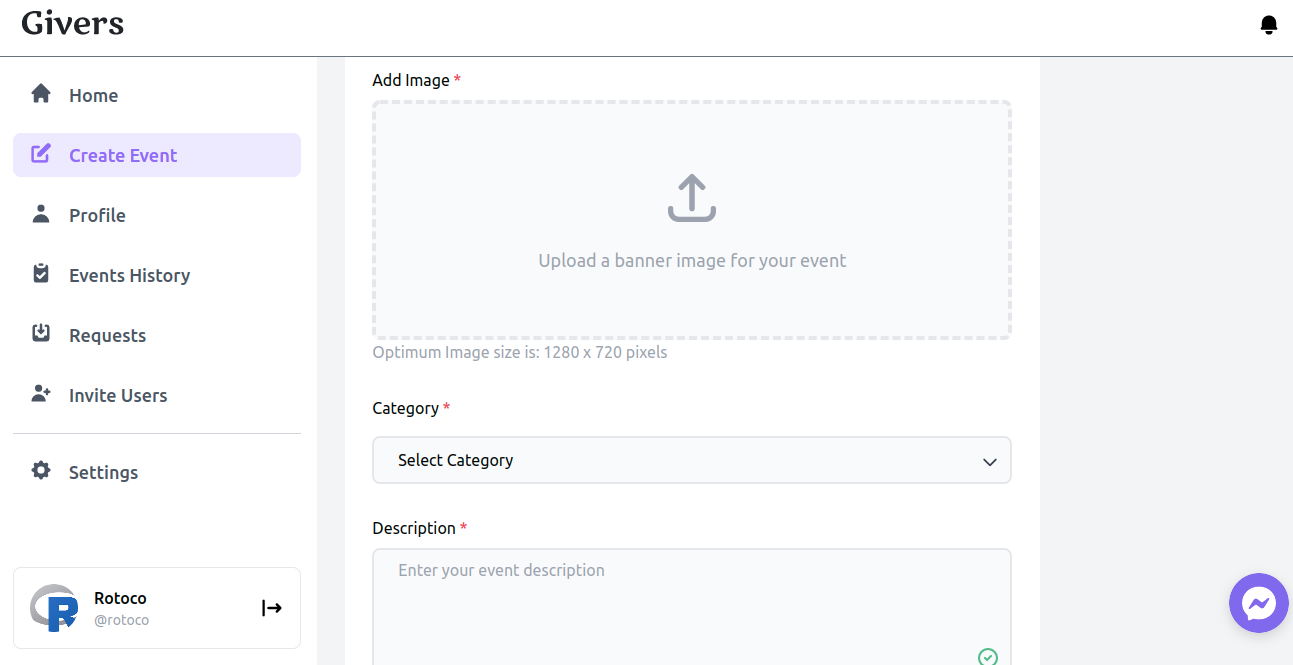 Givers
Home
Create Event
Profile
Events History
Requests
Invite Users
Settings
R
Rotoco
@rotoco
Add Image *
Upload a banner image for your event
Optimum Image size is: 1280 x 720 pixels
Category *
Select Category
Description *
Enter your event description